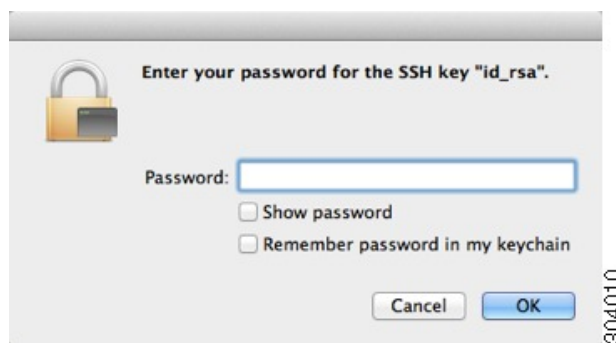 Enter your password for the SSH key "id_rsa".
Password:
Show password
Remember password in my keychain
Cancel
OK
304010